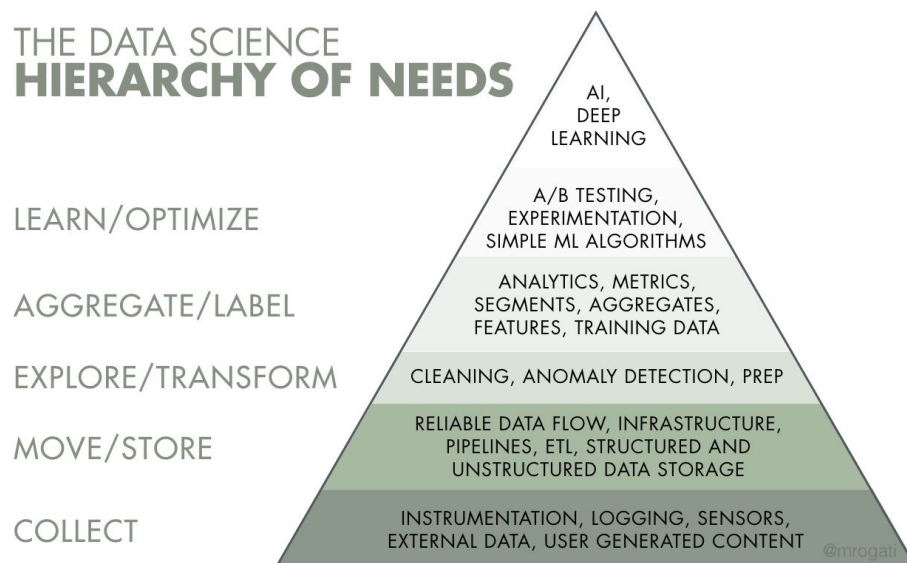 THE DATA SCIENCE
HIERARCHY OF NEEDS
AI,
DEEP
LEARNING
LEARN/OPTIMIZE
A/B TESTING,
EXPERIMENTATION,
SIMPLE ML ALGORITHMS
AGGREGATE/LABEL
ANALYTICS, METRICS,
SEGMENTS, AGGREGATES,
FEATURES, TRAINING DATA
EXPLORE/TRANSFORM
CLEANING, ANOMALY DETECTION, PREP
MOVE/STORE
RELIABLE DATA FLOW, INFRASTRUCTURE,
PIPELINES, ETL, STRUCTURED AND
UNSTRUCTURED DATA STORAGE
COLLECT
INSTRUMENTATION, LOGGING, SENSORS,
EXTERNAL DATA, USER GENERATED CONTENT
@mrogati